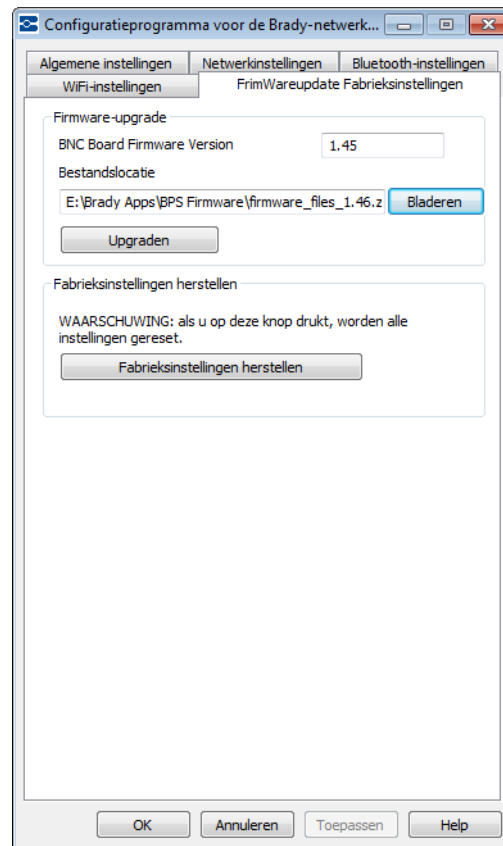 Configuratieprogramma voor de Brady-netwerk...
Algemene instellingen
Netwerkinstellingen
Bluetooth-instellingen
WiFi-instellingen
FrimWareupdate Fabrieksinstellingen
Firmware-upgrade
BNC Board Firmware Version
1.45
Bestandslocatie
E:\Brady Apps\BPS Firmware\firmware_files_1.46.z
Bladeren
Upgraden
Fabrieksinstellingen herstellen
WAARSCHUWING: als u op deze knop drukt, worden alle
instellingen gereset.
Fabrieksinstellingen herstellen
OK
Annuleren
Toepassen
Help